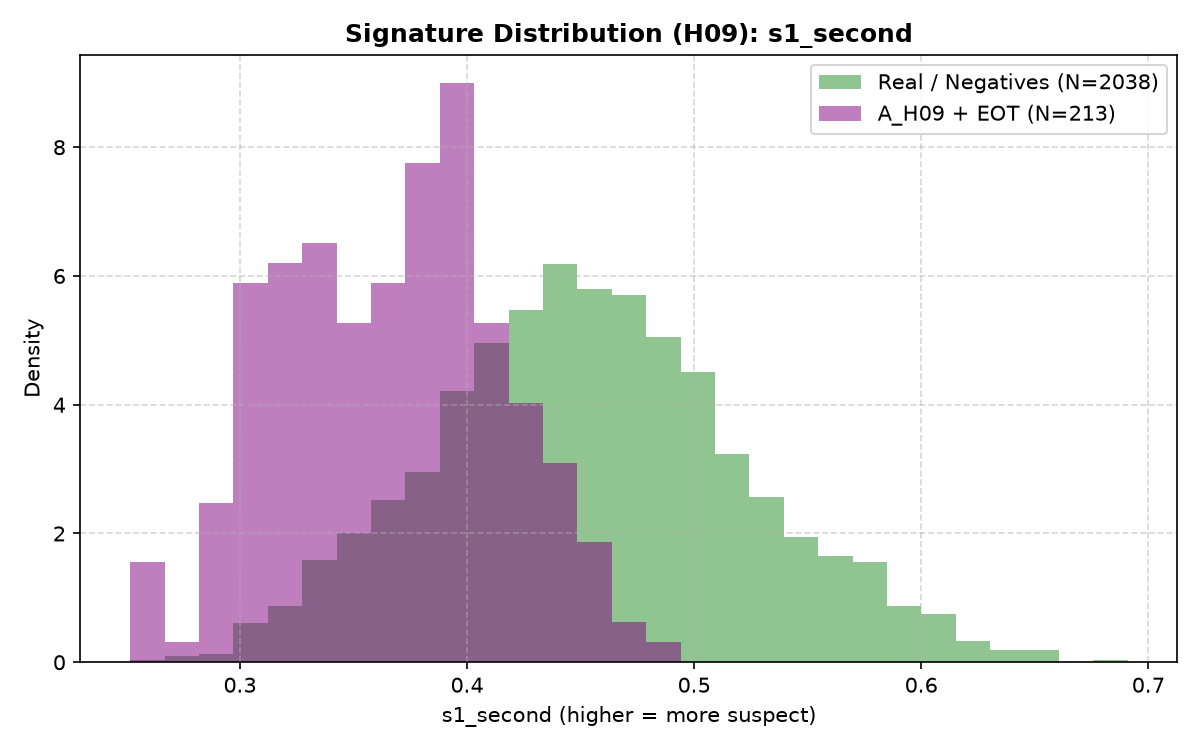 Signature Distribution (H09): s1_second
Real / Negatives (N=2038)
A_H09 + EOT (N=213)
Density
8
6
4
2
0
0.3 0.4 0.5 0.6 0.7
s1_second (higher = more suspect)